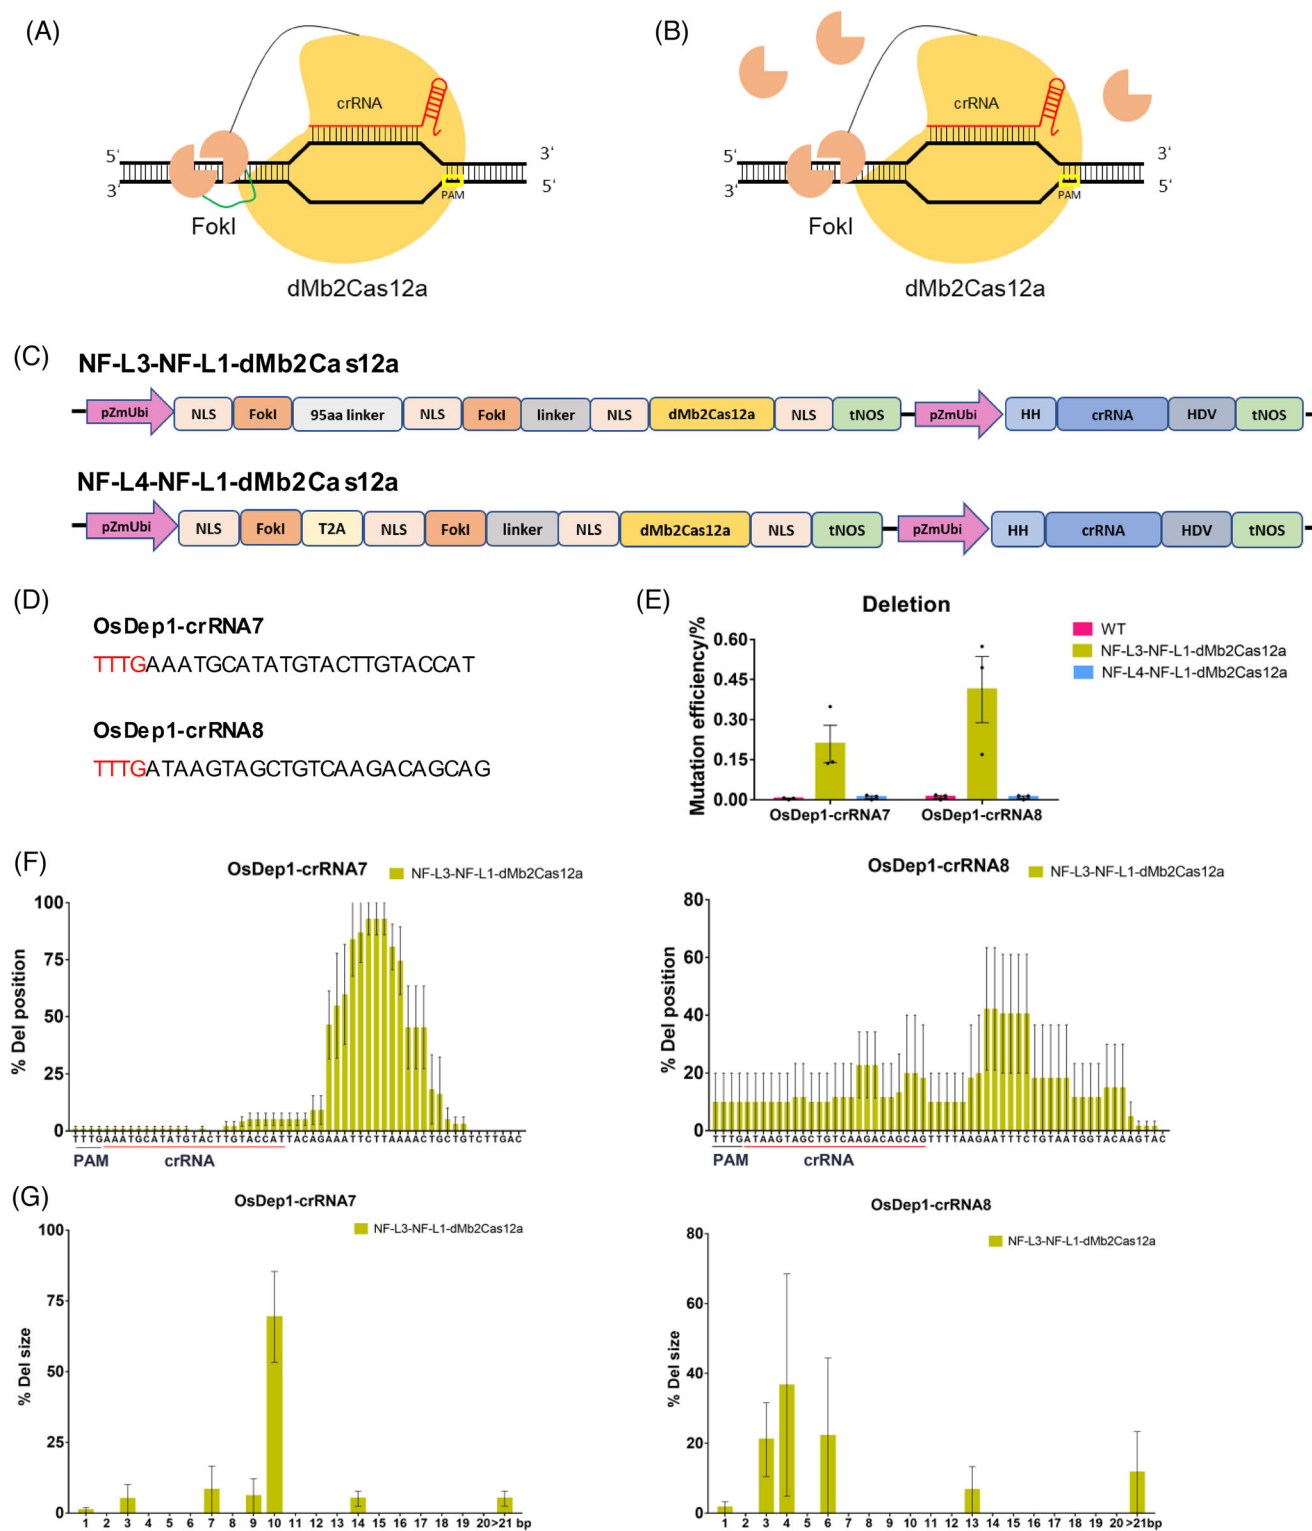 (A)
crRNA
5‘
3‘
3‘
5‘
PAM
FokI
dMb2Cas12a
(B)
crRNA
5‘
3‘
3‘
5‘
PAM
FokI
dMb2Cas12a
(C)
NF-L3-NF-L1-dMb2Cas12a
pZmUbi NLS FokI 95aa linker NLS FokI linker NLS dMb2Cas12a NLS tNOS pZmUbi HH crRNA HDV tNOS
NF-L4-NF-L1-dMb2Cas12a
pZmUbi NLS FokI T2A NLS FokI linker NLS dMb2Cas12a NLS tNOS pZmUbi HH crRNA HDV tNOS
(D)
OsDep1-crRNA7
TTTGAAATGCATATGTACTTGTACCAT
OsDep1-crRNA8
TTTGATAAGTAGCTGTCAAGACAGCAG
(E)
Deletion
Mutation efficiency/%
0.60
0.45
0.30
0.15
0.00
OsDep1-crRNA7 OsDep1-crRNA8
WT
NF-L3-NF-L1-dMb2Cas12a
NF-L4-NF-L1-dMb2Cas12a
(F)
OsDep1-crRNA7
NF-L3-NF-L1-dMb2Cas12a
% Del position
100
75
50
25
0
TTTGAAATGCATATGTACTTGTACCATTACAGAAATTCTTAAAACTGCTGTCTTGAC
PAM crRNA
OsDep1-crRNA8
NF-L3-NF-L1-dMb2Cas12a
% Del position
80
60
40
20
0
TTTGATAAGTAGCTGTCAAGACAGCAGTTTTAAGAATTTCTGTAATGGTACAAGTAC
PAM crRNA
(G)
OsDep1-crRNA7
NF-L3-NF-L1-dMb2Cas12a
% Del size
100
75
50
25
0
1 2 3 4 5 6 7 8 9 10 11 12 13 14 15 16 17 18 19 20 >21 bp
OsDep1-crRNA8
NF-L3-NF-L1-dMb2Cas12a
% Del size
80
60
40
20
0
1 2 3 4 5 6 7 8 9 10 11 12 13 14 15 16 17 18 19 20 >21bp